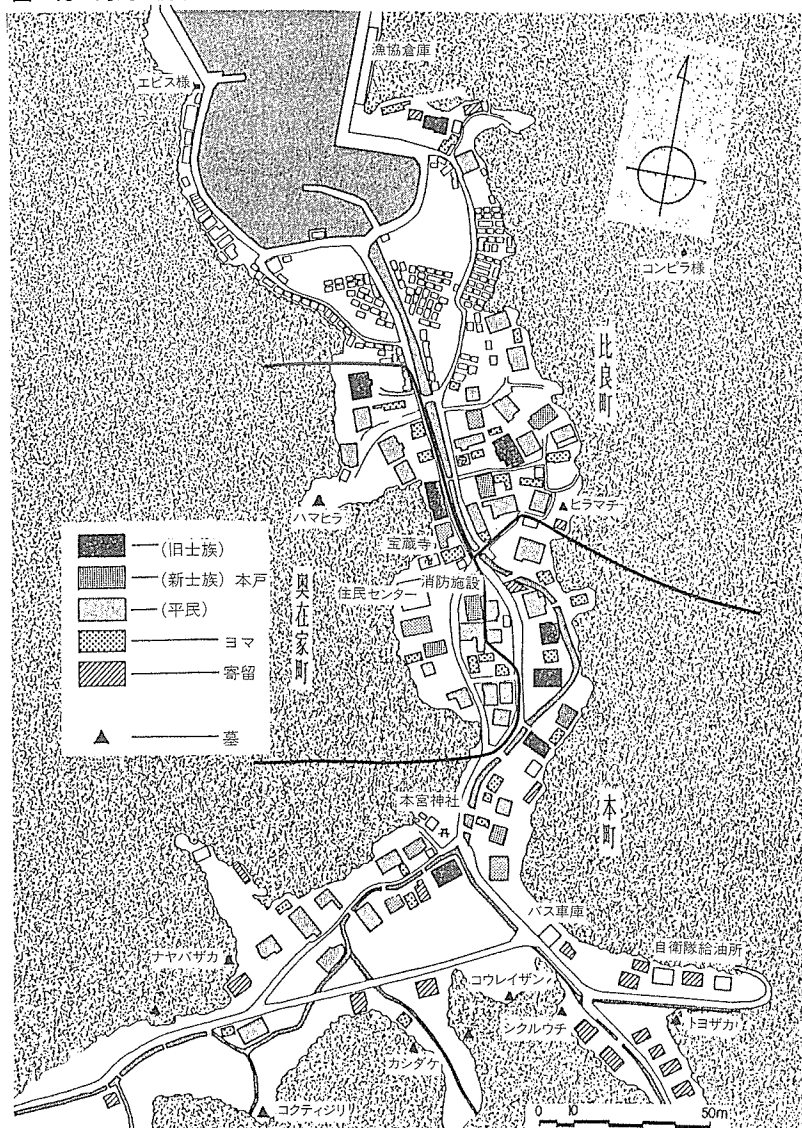 漁協倉庫
エビス様
コンピラ様
比良町
ハマヒラ
ヒラマチ
宝蔵寺
消防施設
住民センター
奥在家町
(旧士族)
(新士族) 本戸
(平民)
ヨマ
寄留
墓
本宮神社
本町
バス車庫
自衛隊給油所
ナヤバザカ
コウレイザン
シクルウチ
トヨザカ
カシダケ
コクティジリ
0 10 50m